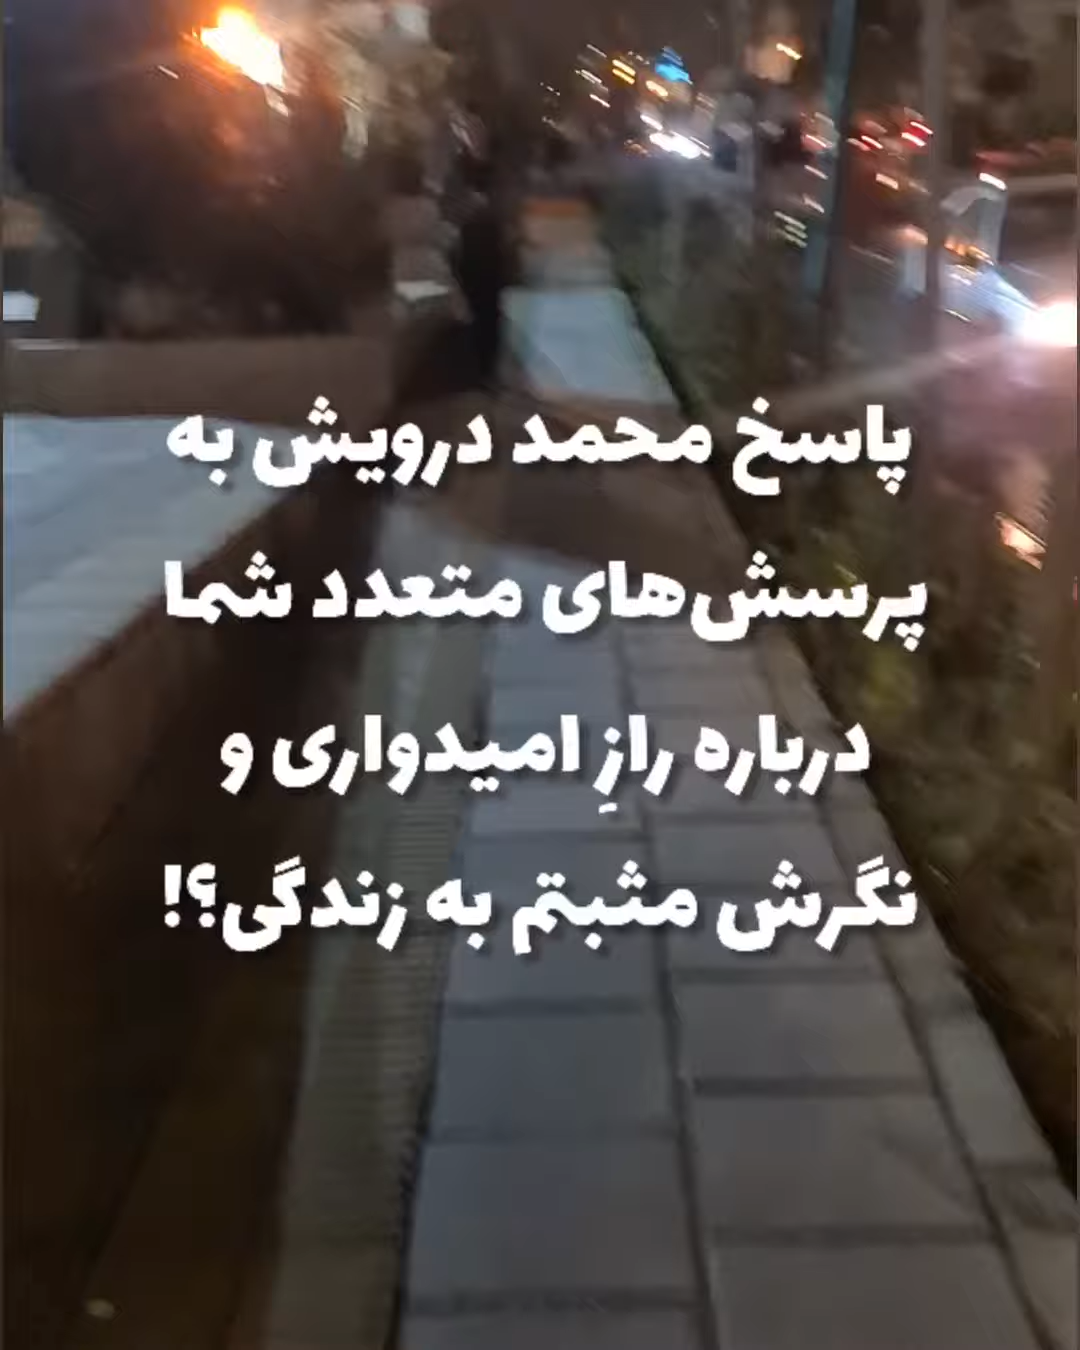 پاسخ محمد درویش به
پرسش‌های متعدد شما
درباره رازِ امیدواری و
نگرش مثبتم به زندگی؟!